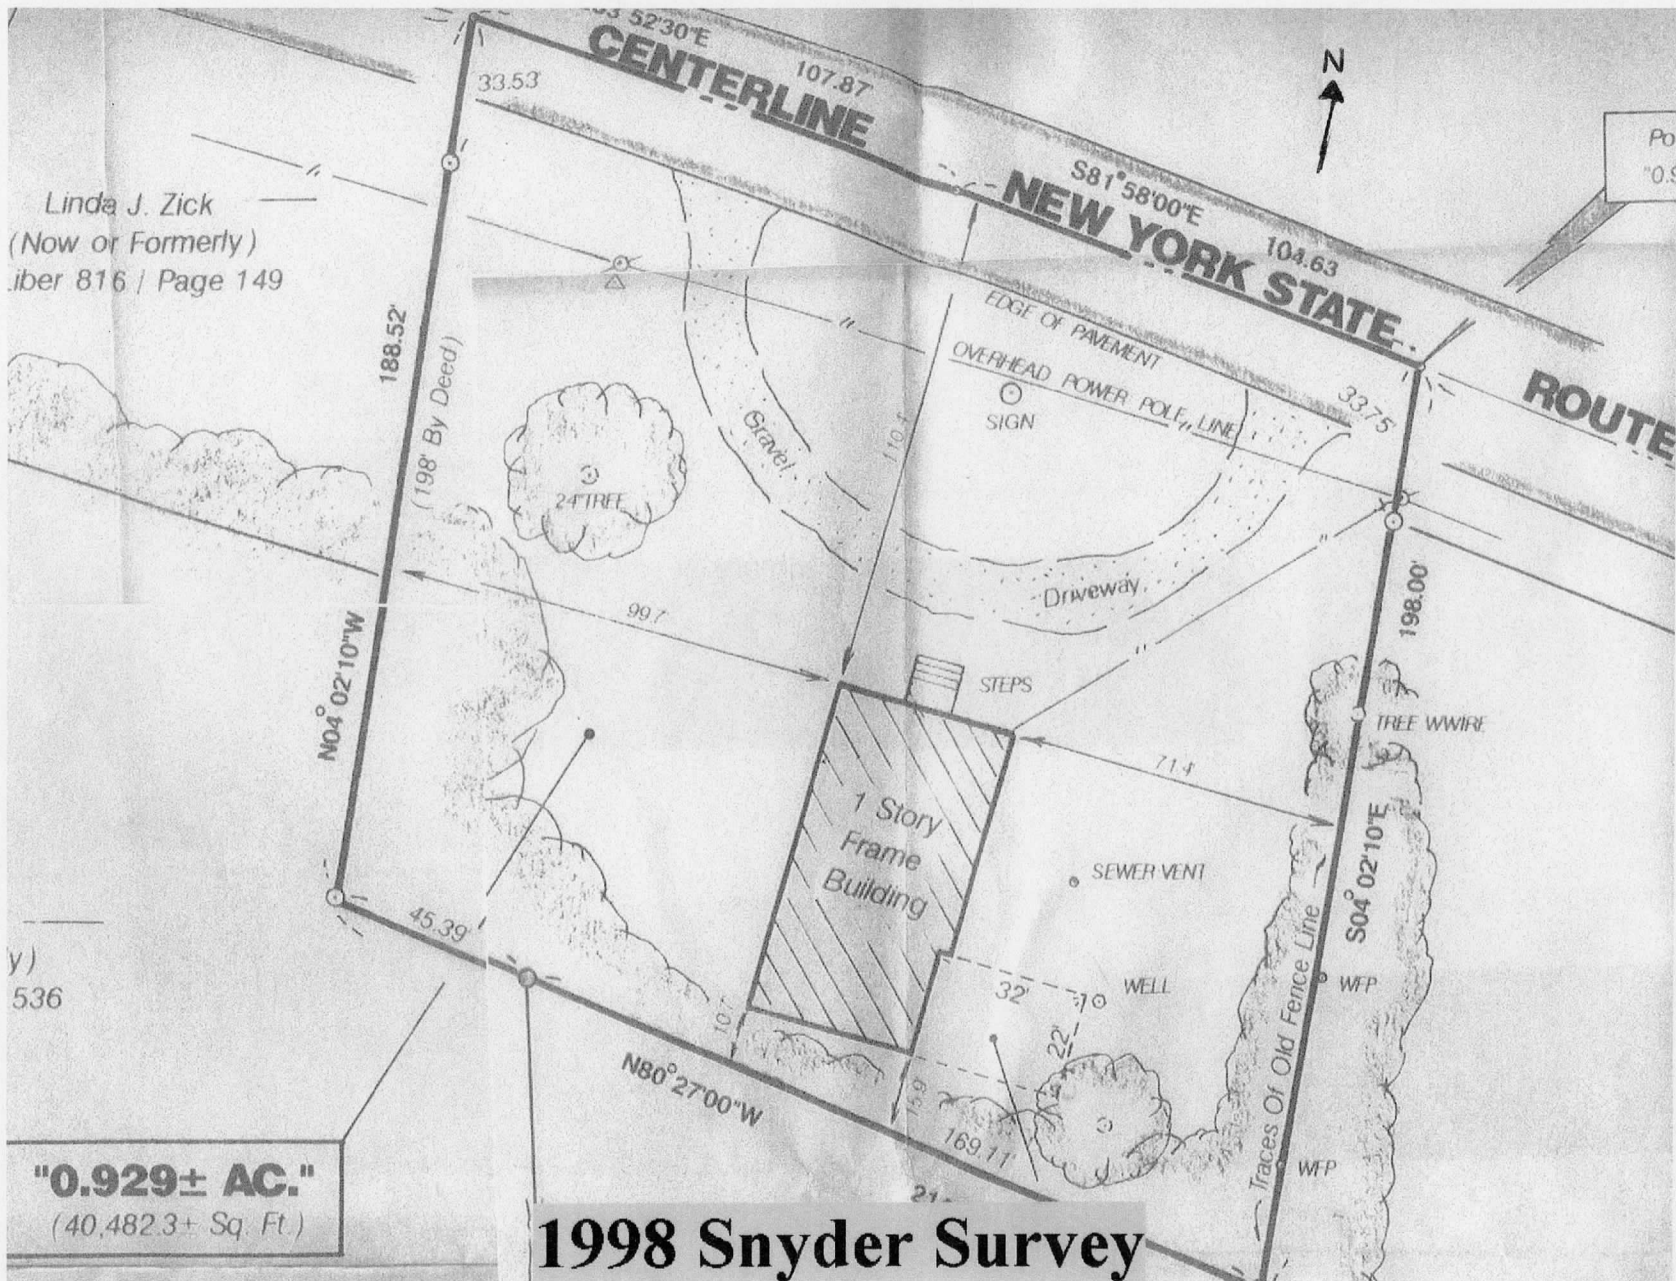 52'30"E
CENTERLINE
107.87'
33.53'
N
S81°58'00"E
104.63
NEW YORK STATE
ROUTE
Po
"0.9
Linda J. Zick
(Now or Formerly)
Liber 816 / Page 149
188.52'
(198' By Deed)
N04°02'10"W
EDGE OF PAVEMENT
OVERHEAD POWER POLE LINE
33.75
SIGN
Gravel
24"TREE
110.1
Driveway
198.00'
99.7
STEPS
TREE W/WIRE
71.4
1 Story
Frame
Building
SEWER VENT
S04°02'10"E
Traces Of Old Fence Line
45.39'
y)
536
32'
WELL
WFP
22'
10.7
N80°27'00"W
15.9
169.11'
WFP
"0.929± AC."
(40,482.3± Sq. Ft.)
1998 Snyder Survey